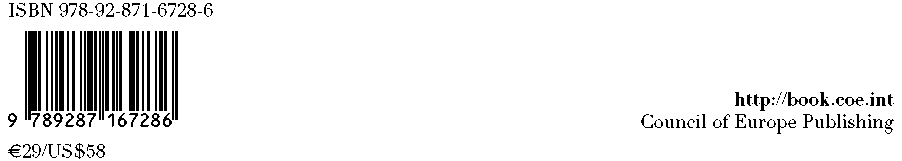 ISBN 978-92-871-6728-6
9 789287 167286
http://book.coe.int
Council of Europe Publishing
€29/US$58